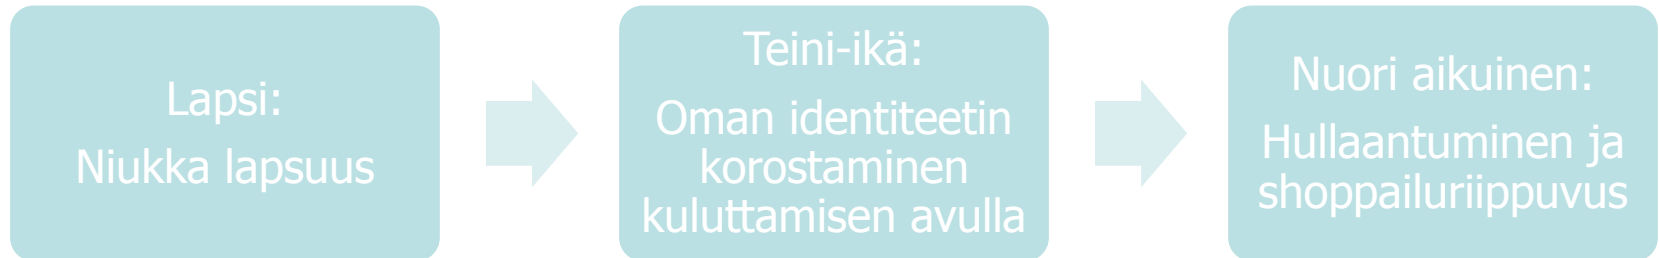 Lapsi:
Niukka lapsuus
Teini-ikä:
Oman identiteetin
korostaminen
kuluttamisen avulla
Nuori aikuinen:
Hullaantuminen ja
shoppailuriippuvus